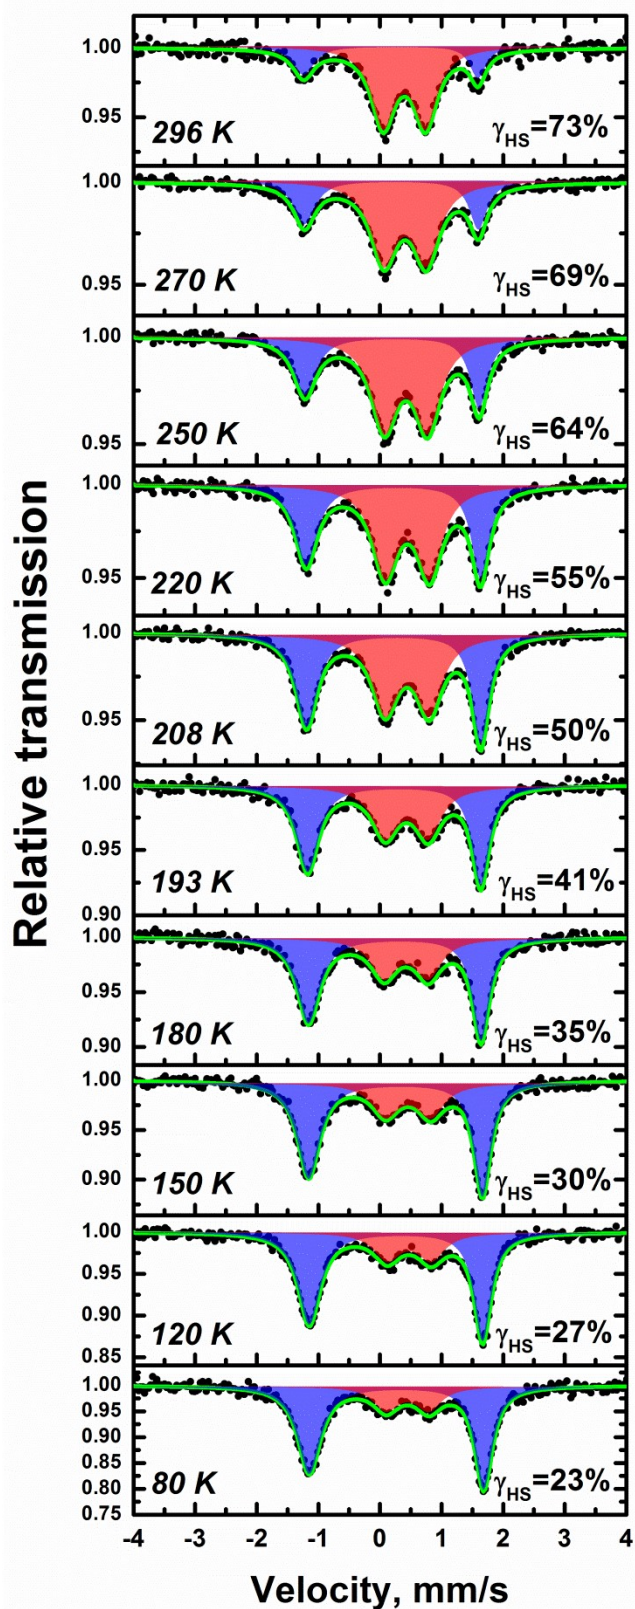 Relative transmission
1.00
0.95
296 K
γHS=73%
1.00
0.95
270 K
γHS=69%
1.00
0.95
250 K
γHS=64%
1.00
0.95
220 K
γHS=55%
1.00
0.95
208 K
γHS=50%
1.00
0.95
0.90
193 K
γHS=41%
1.00
0.95
0.90
180 K
γHS=35%
1.00
0.95
0.90
150 K
γHS=30%
1.00
0.95
0.90
0.85
120 K
γHS=27%
1.00
0.95
0.90
0.85
0.80
0.75
80 K
γHS=23%
-4 -3 -2 -1 0 1 2 3 4
Velocity, mm/s